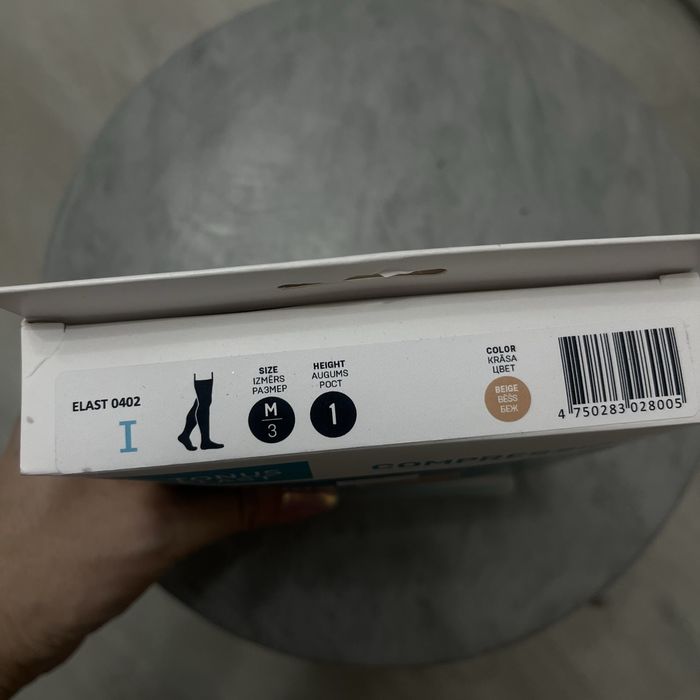 ELAST 0402
I
SIZE
IZMĒRS
РАЗМЕР
M
3
HEIGHT
AUGUMS
РОСТ
1
COLOR
KRĀSA
ЦВЕТ
BEIGE
BĒŠS
БЕЖ
4 750283 028005
TONUS